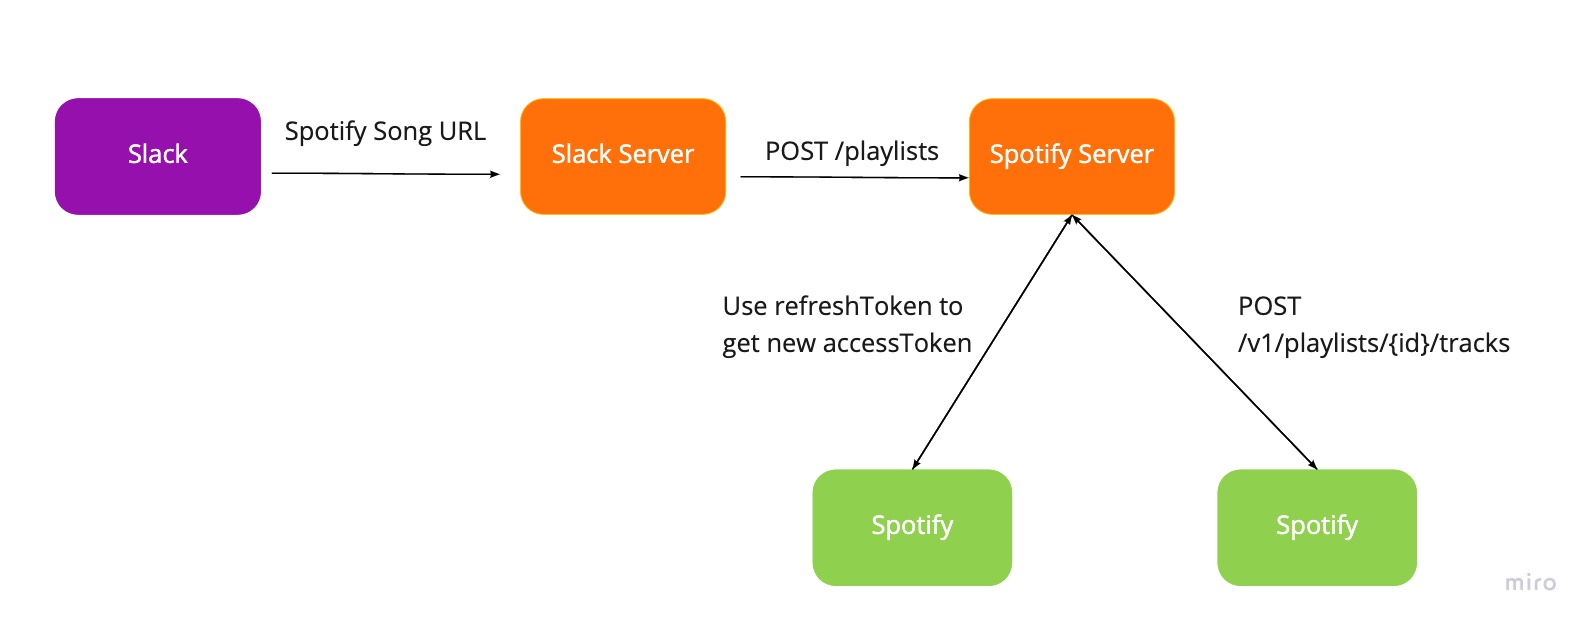 Slack
Spotify Song URL
Slack Server
POST /playlists
Spotify Server
Use refreshToken to
get new accessToken
POST
/v1/playlists/{id}/tracks
Spotify
Spotify
miro